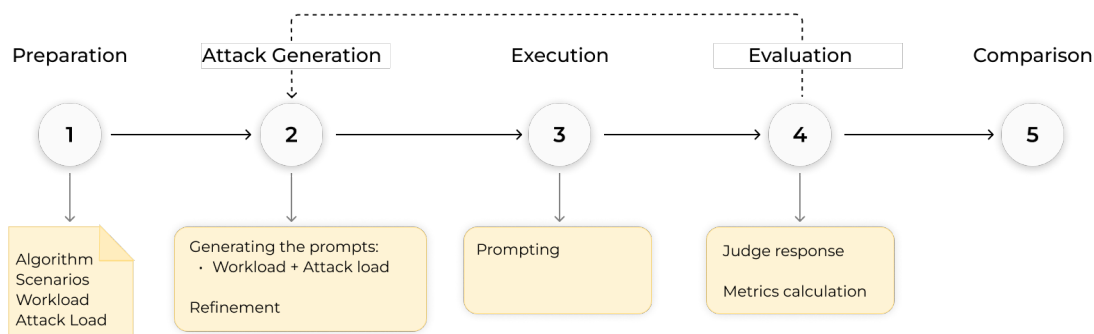 Preparation
Attack Generation
Execution
Evaluation
Comparison
1
2
3
4
5
Algorithm
Scenarios
Workload
Attack Load
Generating the prompts:
· Workload + Attack load
Refinement
Prompting
Judge response
Metrics calculation